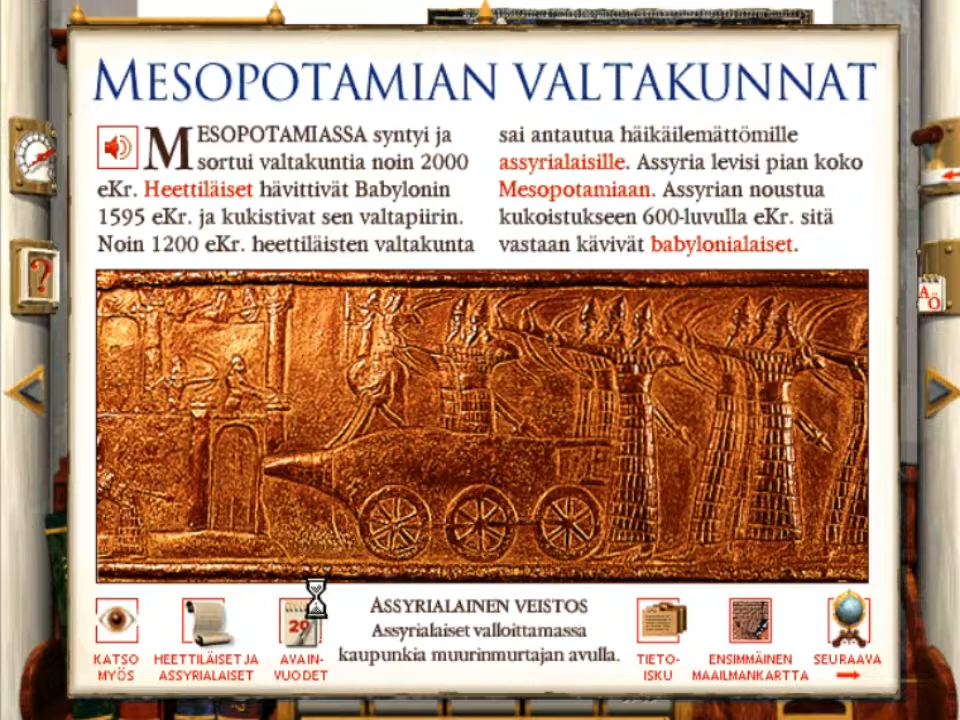 MESOPOTAMIAN VALTAKUNNAT
MESOPOTAMIASSA syntyi ja
sortui valtakuntia noin 2000
eKr. Heettiläiset hävittivät Babylonin
1595 eKr. ja kukistivat sen valtapiirin.
Noin 1200 eKr. heettiläisten valtakunta
sai antautua häikäilemättömille
assyrialaisille. Assyria levisi pian koko
Mesopotamiaan. Assyrian noustua
kukoistukseen 600-luvulla eKr. sitä
vastaan kävivät babylonialaiset.
?
A
Ö
29
ASSYRIALAINEN VEISTOS
Assyrialaiset valloittamassa
kaupunkia muurinmurtajan avulla.
KATSO
MYÖS
HEETTILÄISET JA
ASSYRIALAISET
AVAIN-
VUODET
TIETO-
ISKU
ENSIMMÄINEN
MAAILMANKARTTA
SEURAAVA